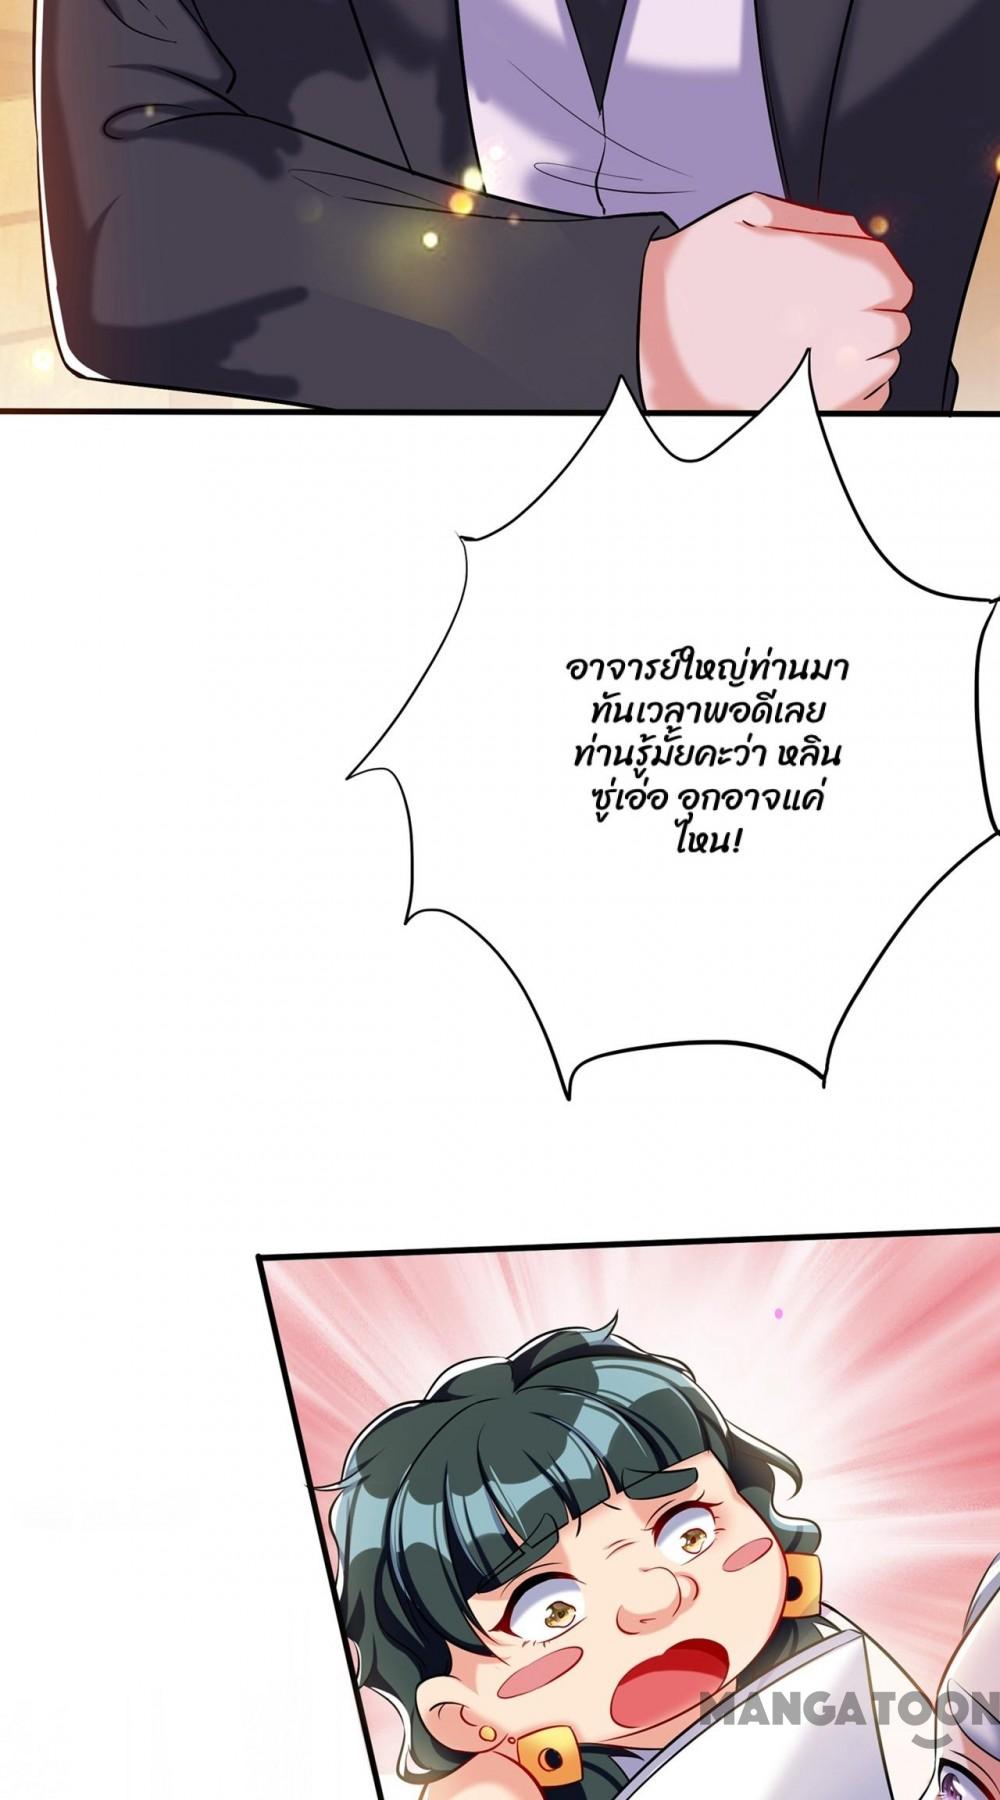 อาจารย์ใหญ่ท่านมา
ทันเวลาพอดีเลย
ท่านรู้มั้ยคะว่า หลิน
ซู่เอ๋อ อุกอาจแค่
ไหน!
MANGATOON